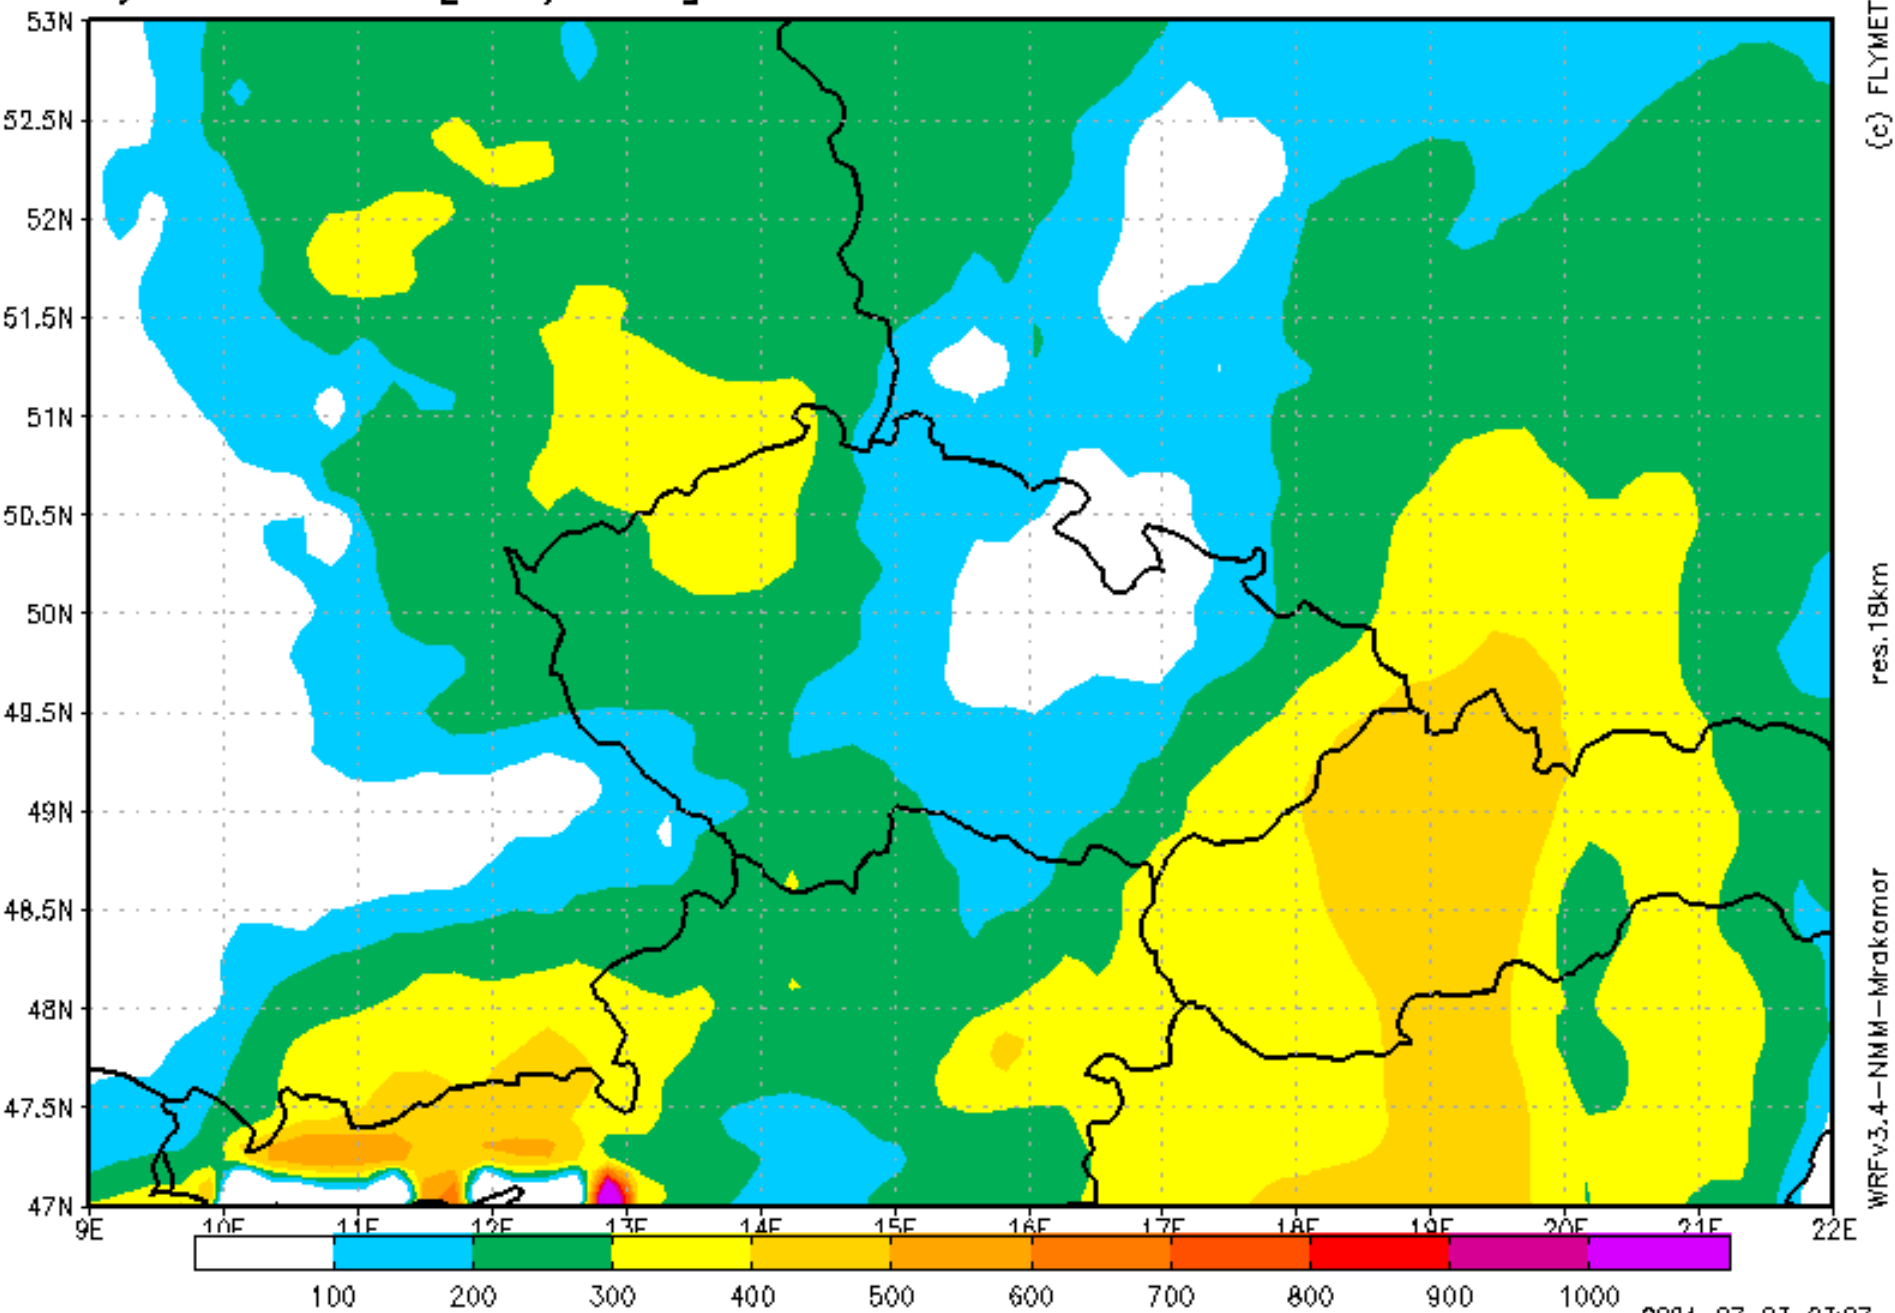 53N
52.5N
52N
51.5N
51N
50.5N
50N
49.5N
49N
48.5N
48N
47.5N
47N
9E 10E 11E 12E 13E 14E 15E 16E 17E 18E 19E 20E 21E 22E
100 200 300 400 500 600 700 800 900 1000
(c) FLYMET
res.18km
WRFv3.4-NMM-Mrakomor